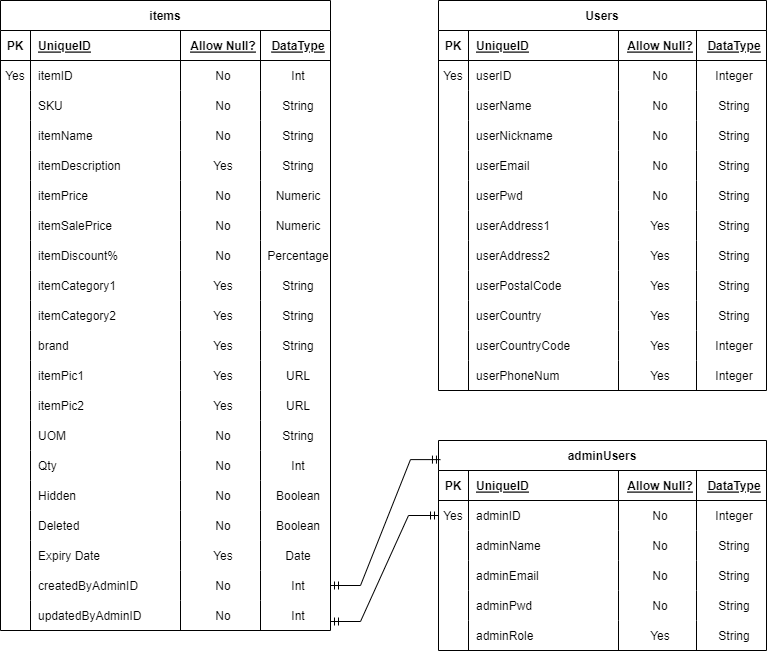 items
PK UniqueID Allow Null? DataType
Yes itemID No Int
SKU No String
itemName No String
itemDescription Yes String
itemPrice No Numeric
itemSalePrice No Numeric
itemDiscount% No Percentage
itemCategory1 Yes String
itemCategory2 Yes String
brand Yes String
itemPic1 Yes URL
itemPic2 Yes URL
UOM No String
Qty No Int
Hidden No Boolean
Deleted No Boolean
Expiry Date Yes Date
createdByAdminID No Int
updatedByAdminID No Int
Users
PK UniqueID Allow Null? DataType
Yes userID No Integer
userName No String
userNickname No String
userEmail No String
userPwd No String
userAddress1 Yes String
userAddress2 Yes String
userPostalCode Yes String
userCountry Yes String
userCountryCode Yes Integer
userPhoneNum Yes Integer
adminUsers
PK UniqueID Allow Null? DataType
Yes adminID No Integer
adminName No String
adminEmail No String
adminPwd No String
adminRole Yes String